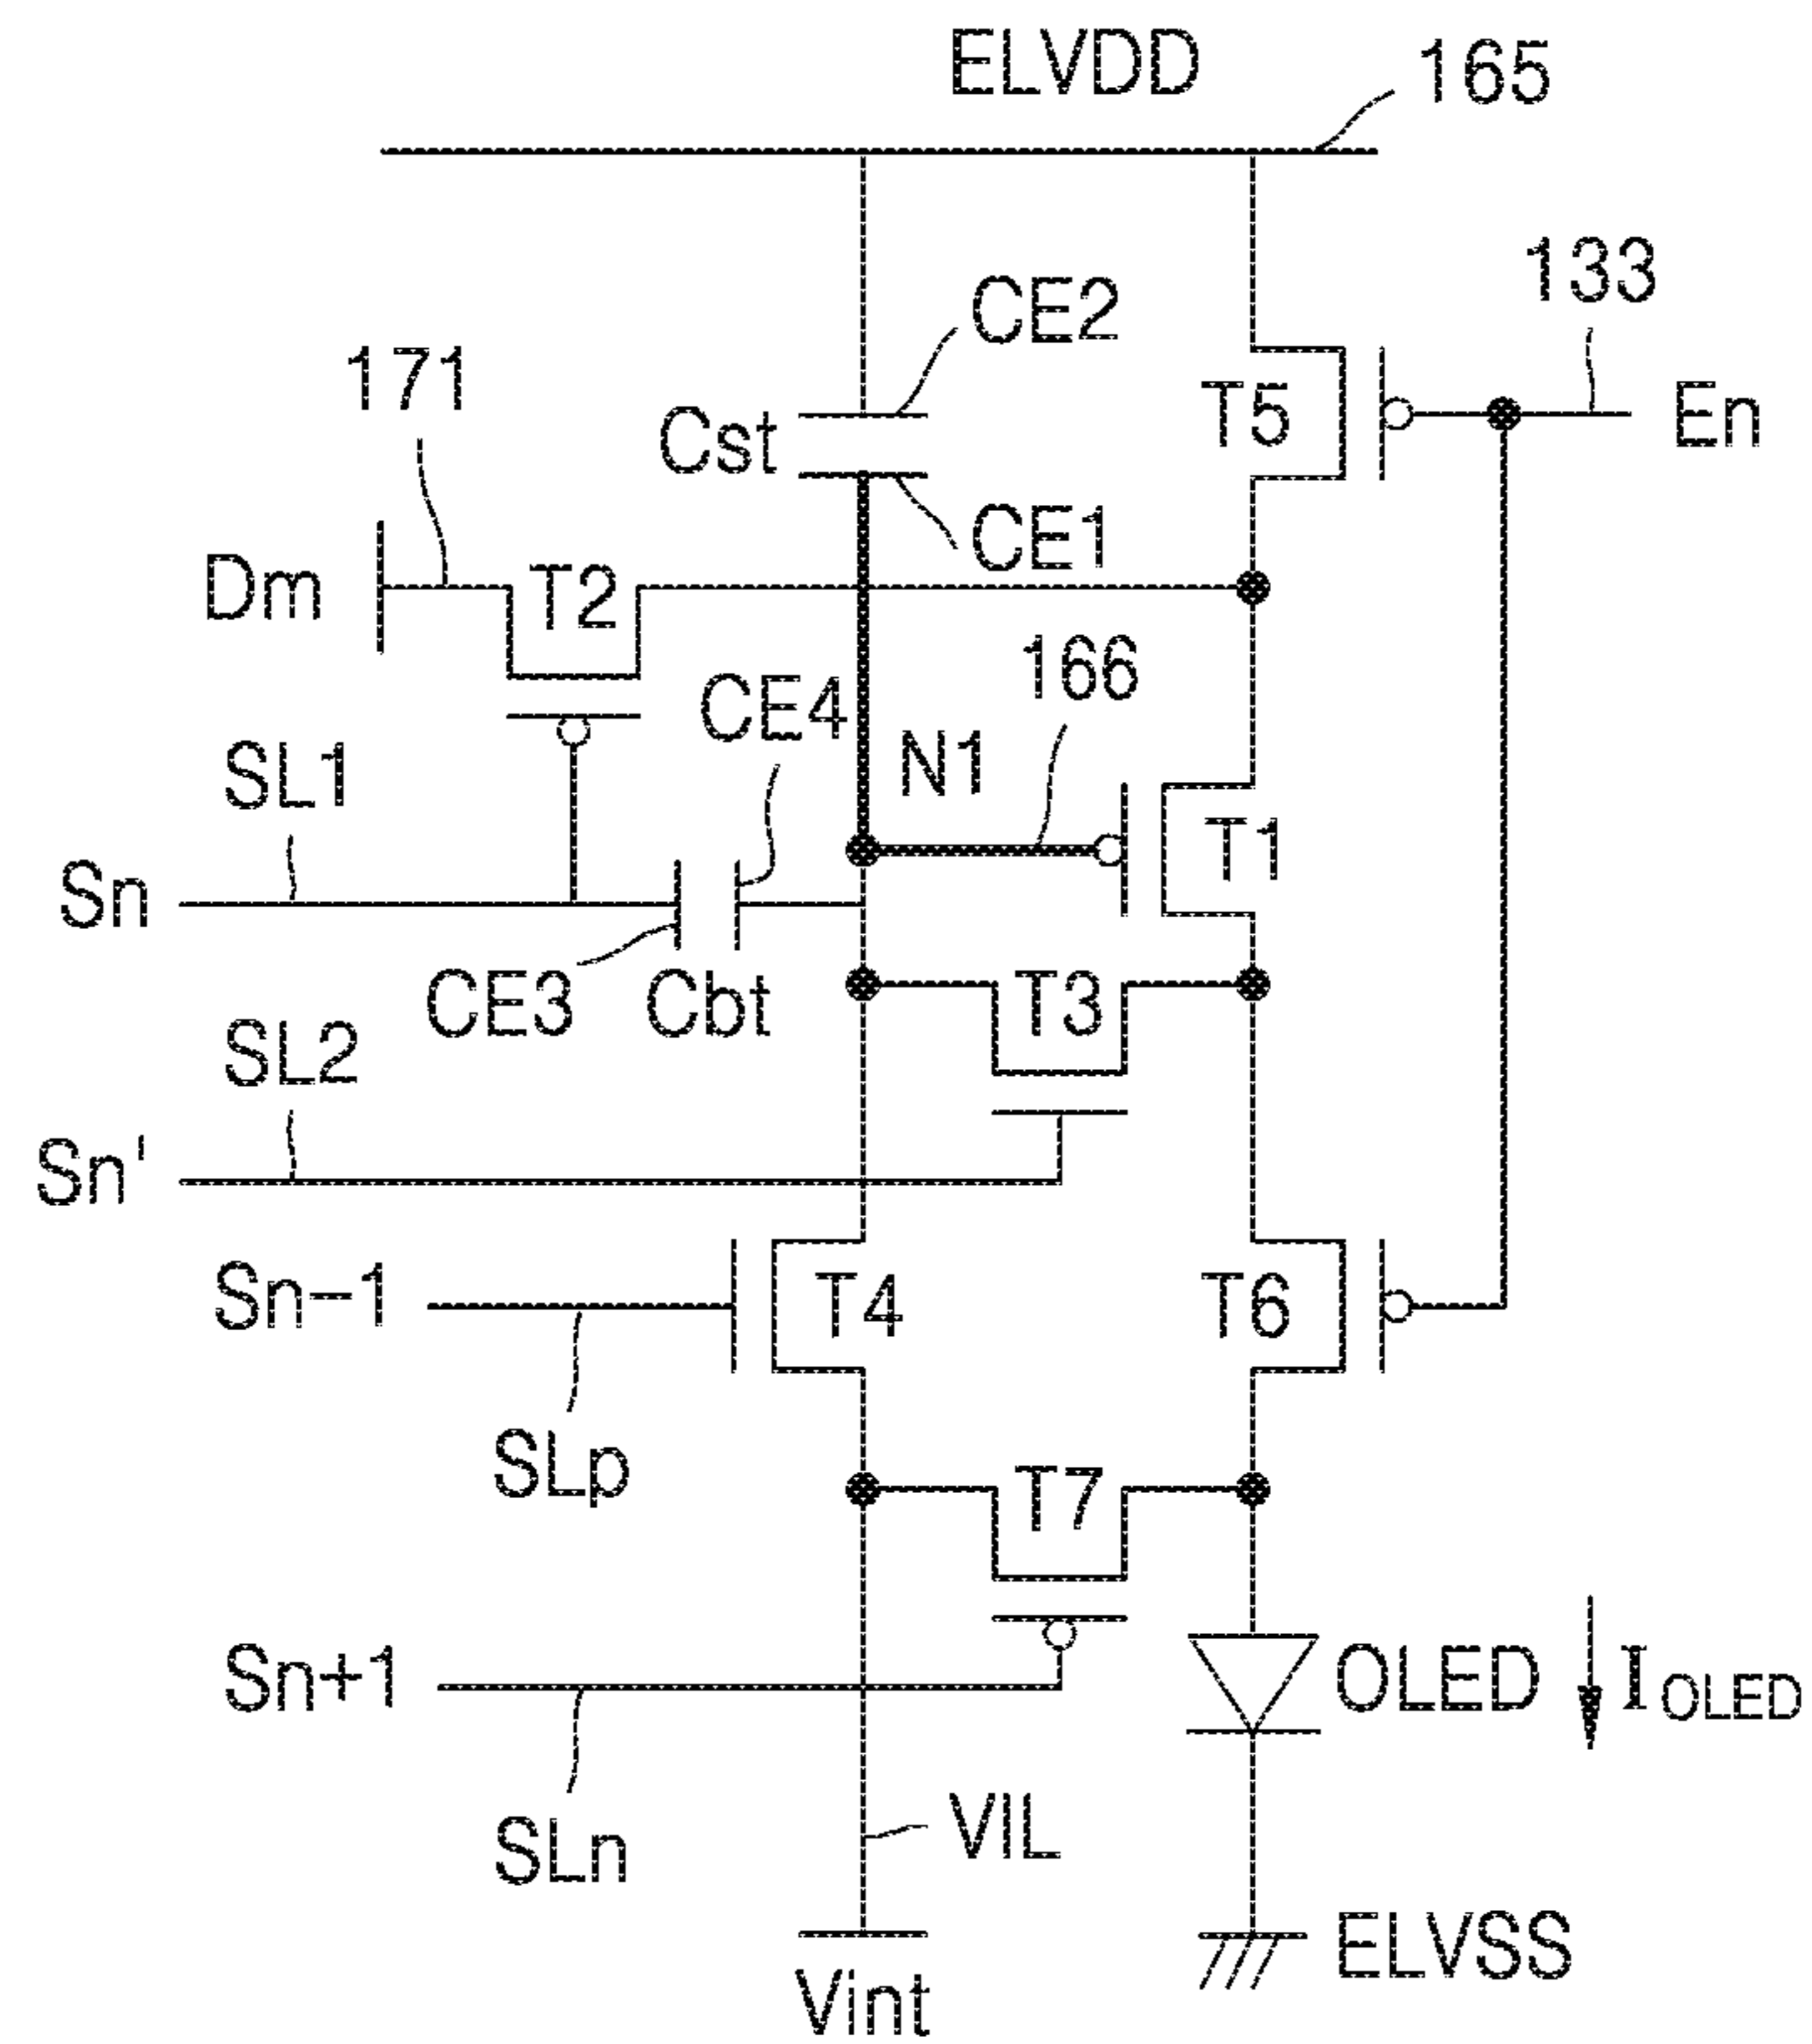 ELVDD
165
CE2
133
171
Cst
T5
En
CE1
Dm
T2
166
CE4
N1
SL1
T1
Sn
CE3
Cbt
T3
SL2
Sn'
Sn-1
T4
T6
SLp
T7
Sn+1
OLED
IOLED
SLn
VIL
ELVSS
Vint